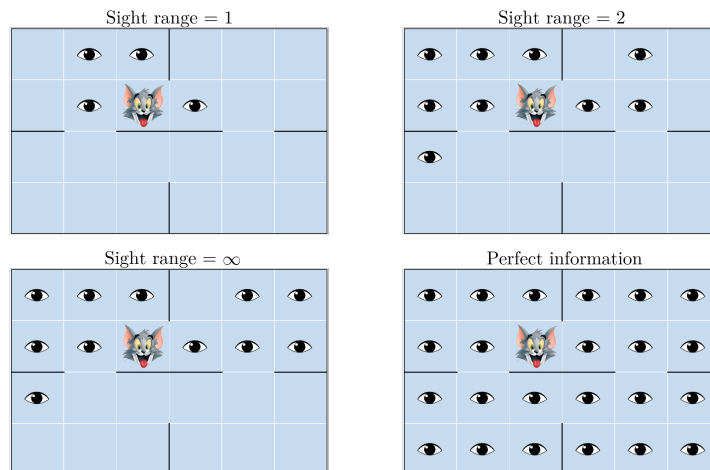 Sight range = 1
Sight range = 2
Sight range = ∞
Perfect information